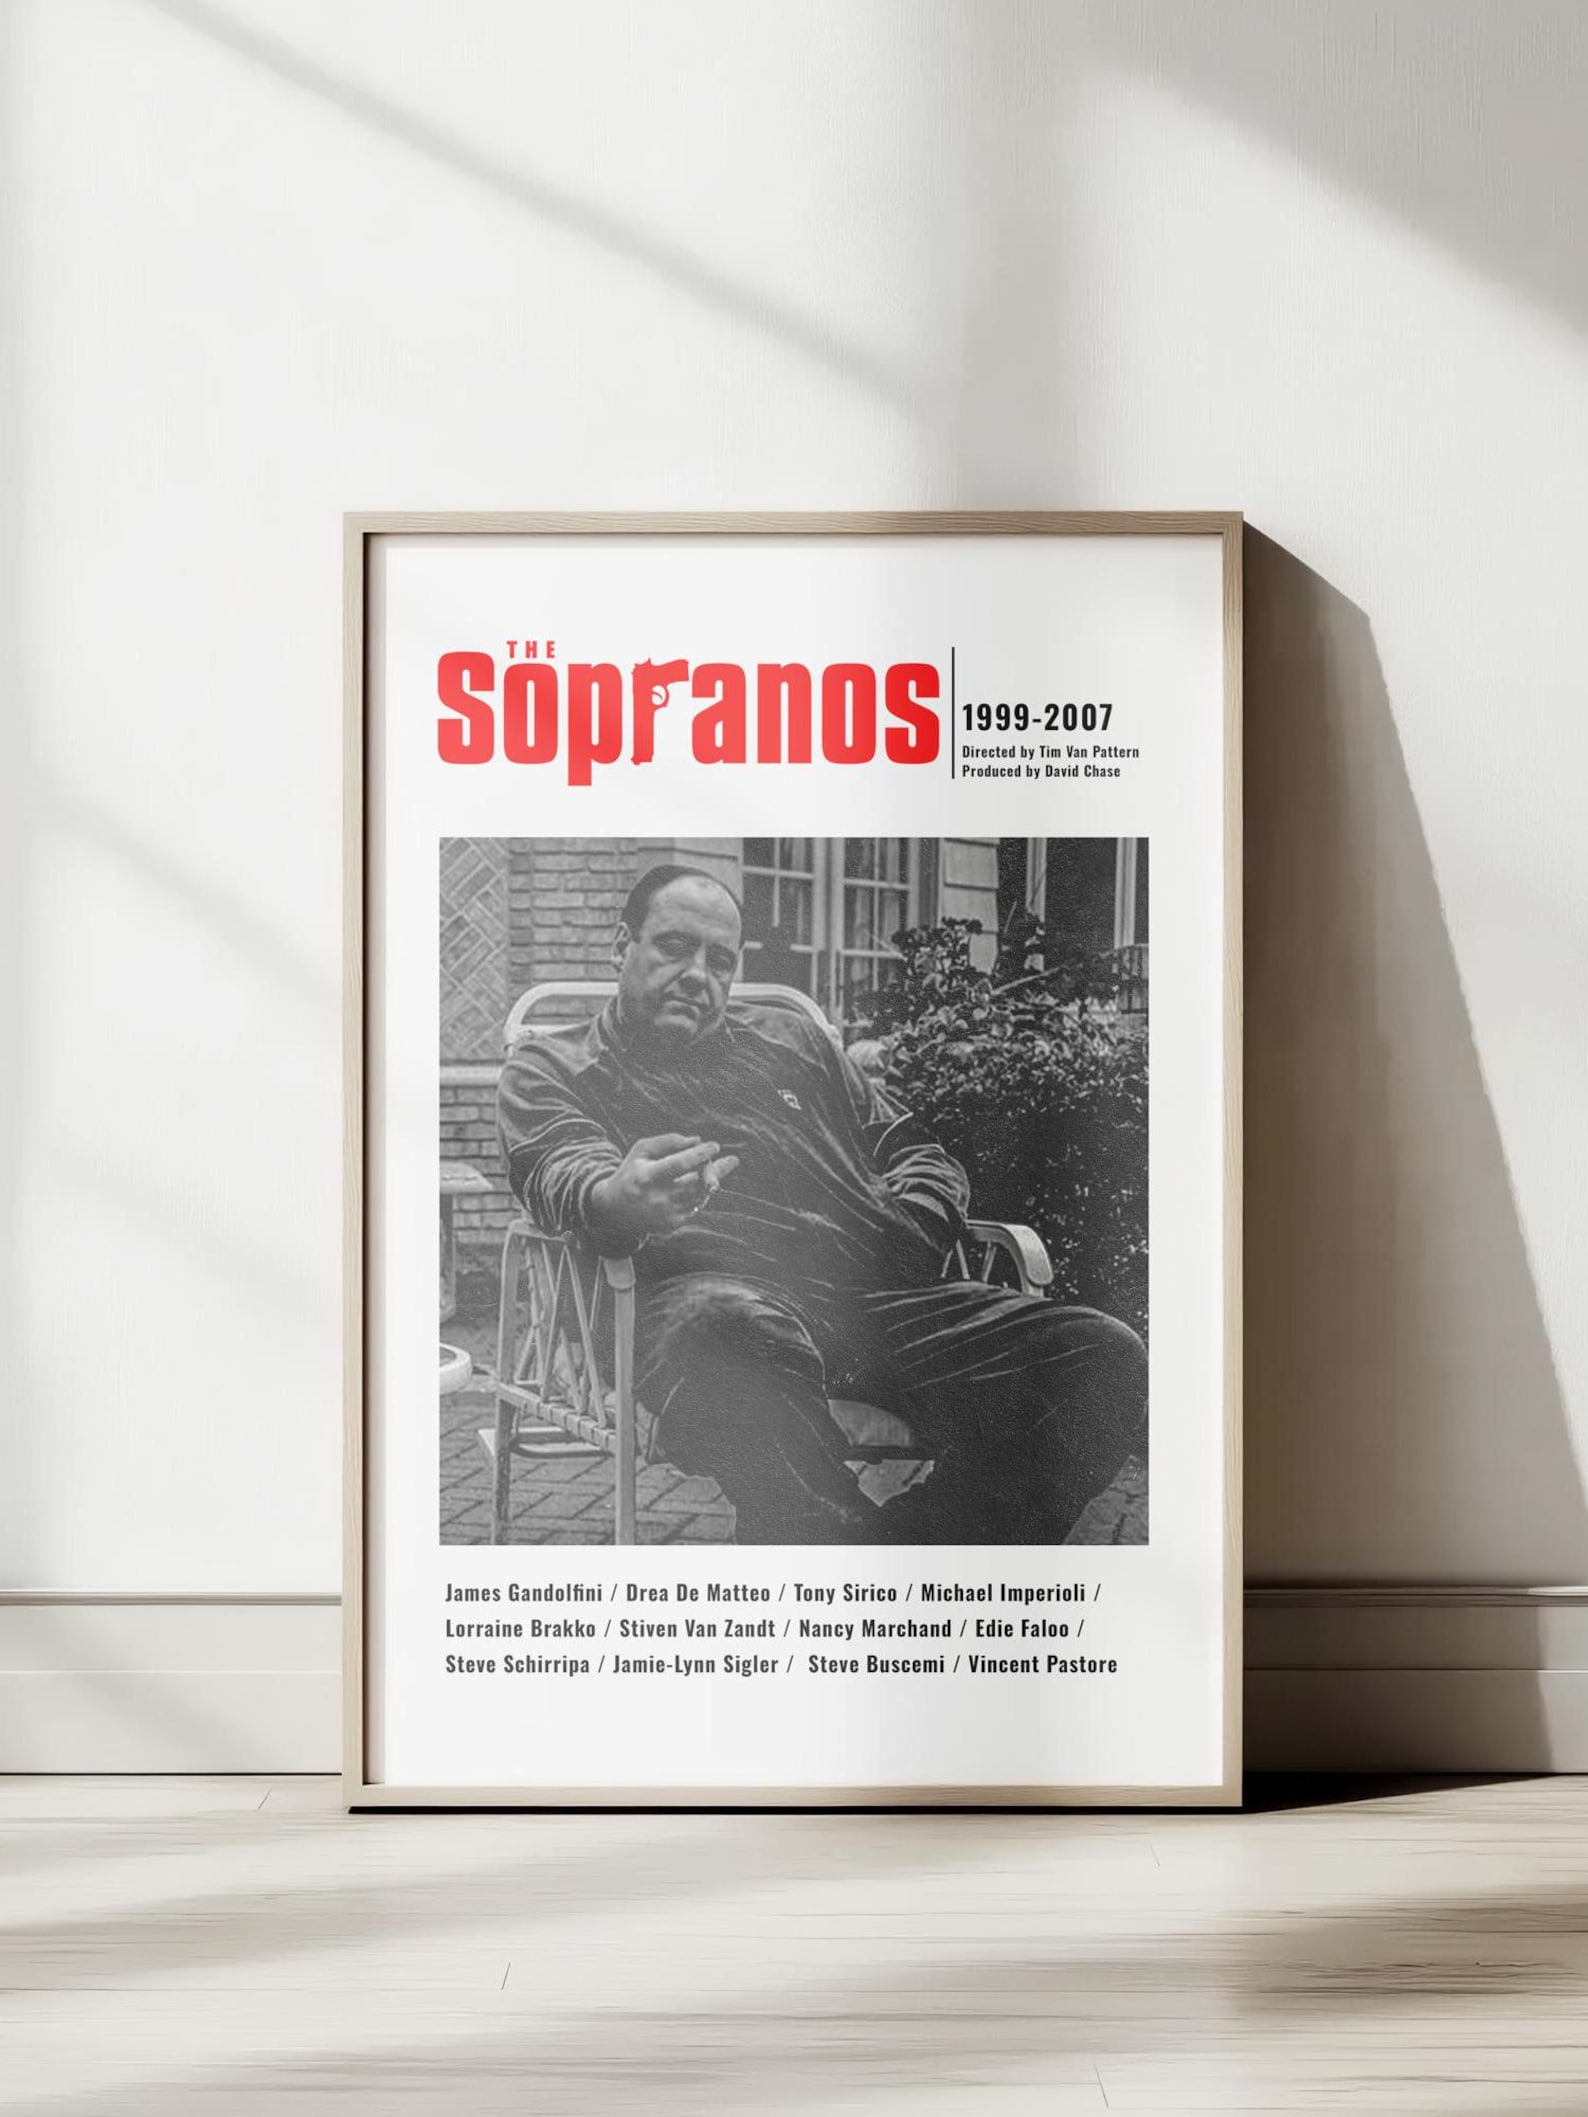 THE
Sopranos
1999-2007
Directed by Tim Van Pattern
Produced by David Chase
James Gandolfini / Drea De Matteo / Tony Sirico / Michael Imperioli /
Lorraine Brakko / Stiven Van Zandt / Nancy Marchand / Edie Faloo /
Steve Schirripa / Jamie-Lynn Sigler / Steve Buscemi / Vincent Pastore